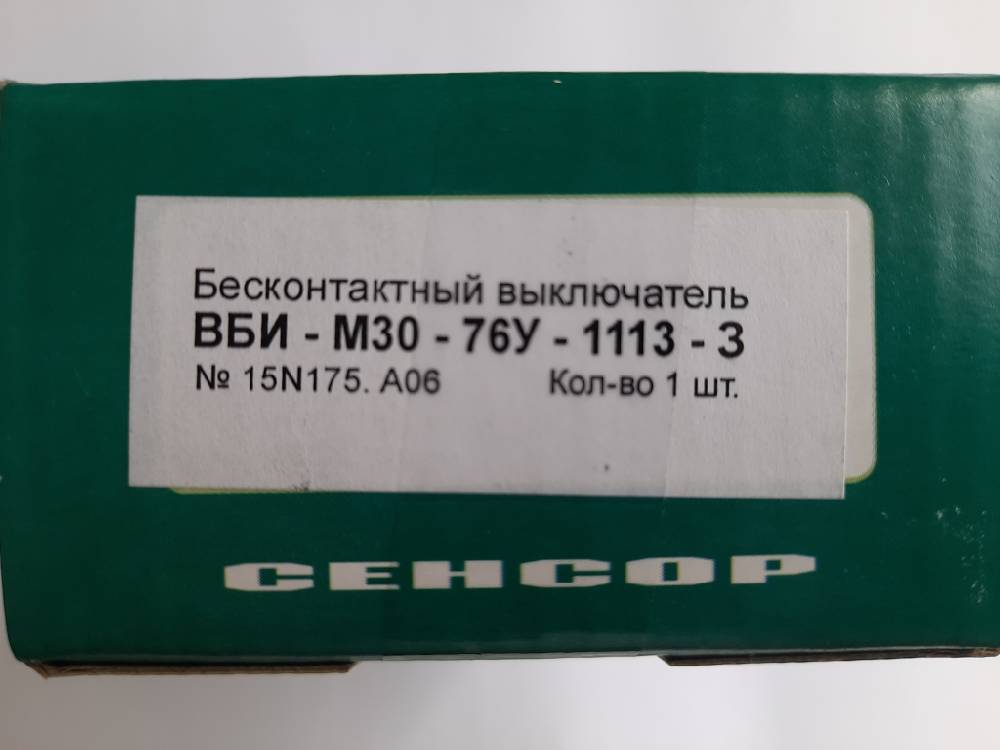 Бесконтактный выключатель
ВБИ - М30 - 76У - 1113 - З
№ 15N175. А06 Кол-во 1 шт.
СЕНСОР